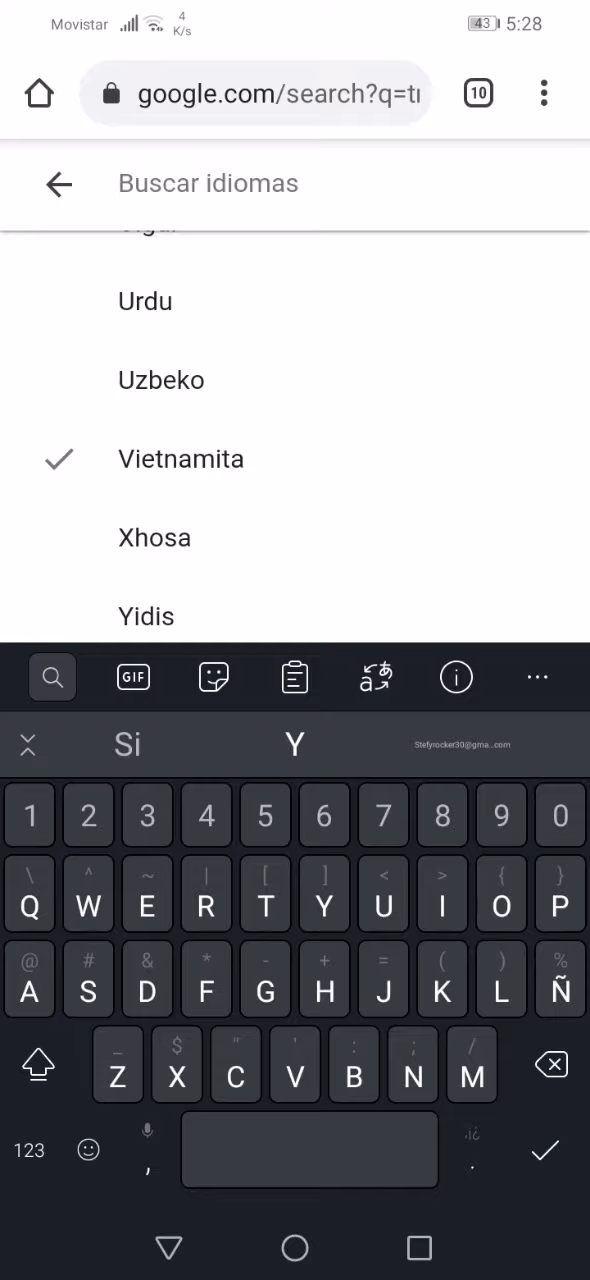 Movistar 4 K/s 43 5:28
google.com/search?q=tr
10
Buscar idiomas
Urdu
Uzbeko
Vietnamita
Xhosa
Yidis
GIF
Si Y Stefyrocker30@gma...com
1 2 3 4 5 6 7 8 9 0
\ ^ ~ | [ ] < > { }
Q W E R T Y U I O P
@ # & * - + = ( ) %
A S D F G H J K L Ñ
_ $ " ' : ; /
Z X C V B N M
123 , .